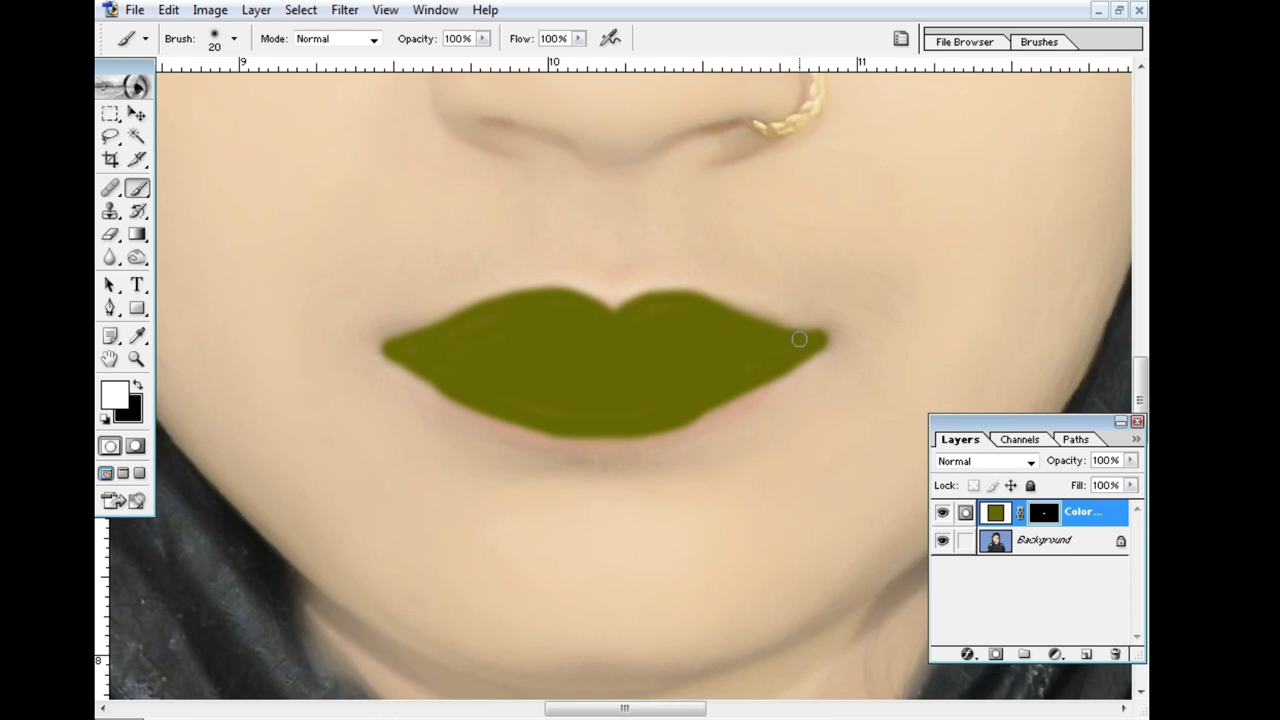 File Edit Image Layer Select Filter View Window Help
Brush: 20 Mode: Normal Opacity: 100% Flow: 100% File Browser Brushes
9 10 11
Layers Channels Paths
Normal Opacity: 100%
Lock: Fill: 100%
Color...
Background
8